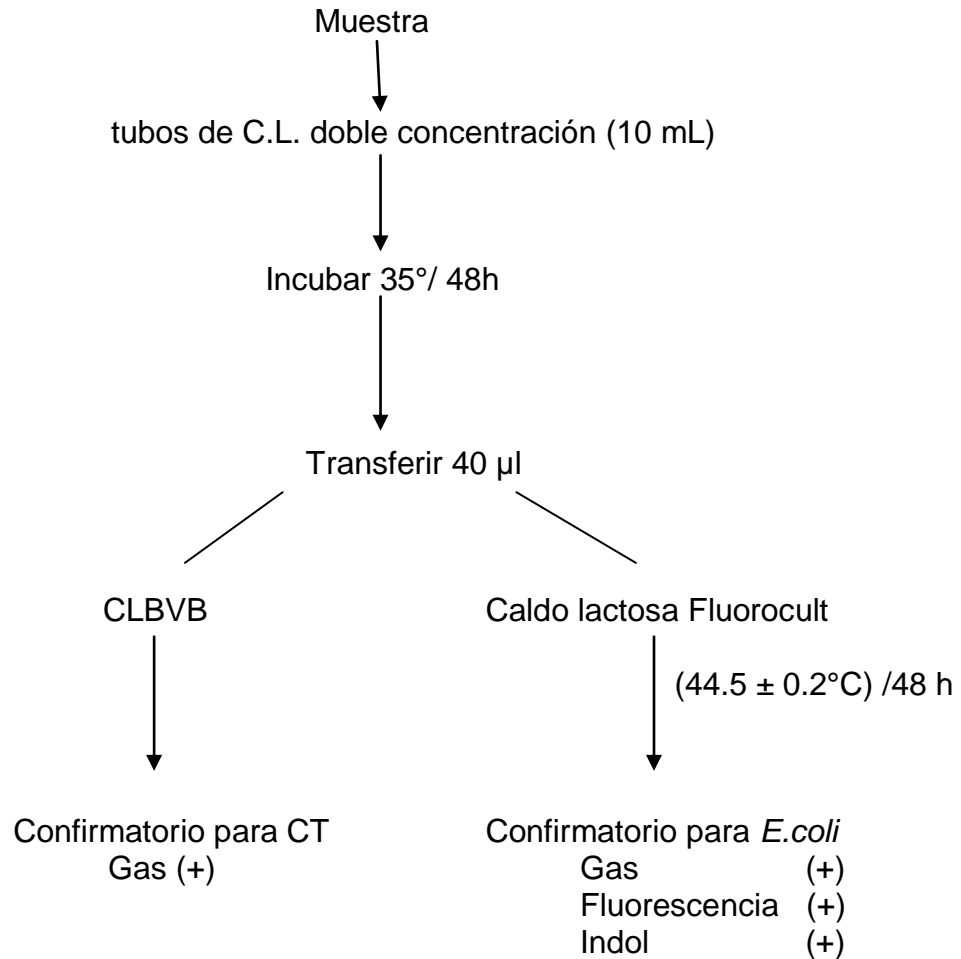 Muestra
tubos de C.L. doble concentración (10 mL)
Incubar 35°/ 48h
Transferir 40 µl
CLBVB
Caldo lactosa Fluorocult
(44.5 ± 0.2°C) /48 h
Confirmatorio para CT
Gas (+)
Confirmatorio para E.coli
Gas (+)
Fluorescencia (+)
Indol (+)